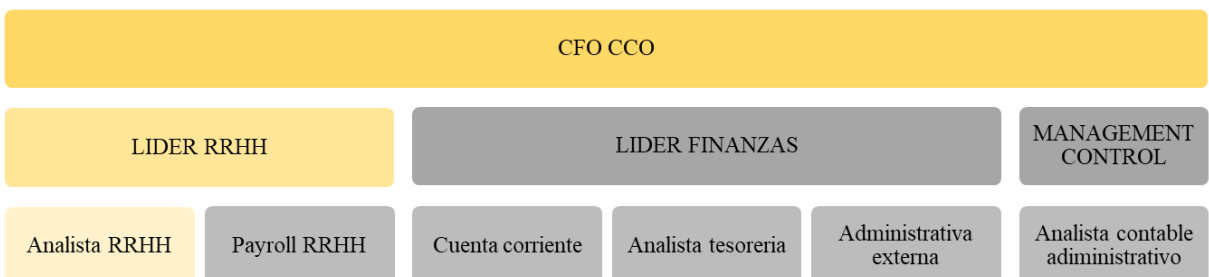 CFO CCO
LIDER RRHH
LIDER FINANZAS
MANAGEMENT
CONTROL
Analista RRHH
Payroll RRHH
Cuenta corriente
Analista tesoreria
Administrativa
externa
Analista contable
adiministrativo